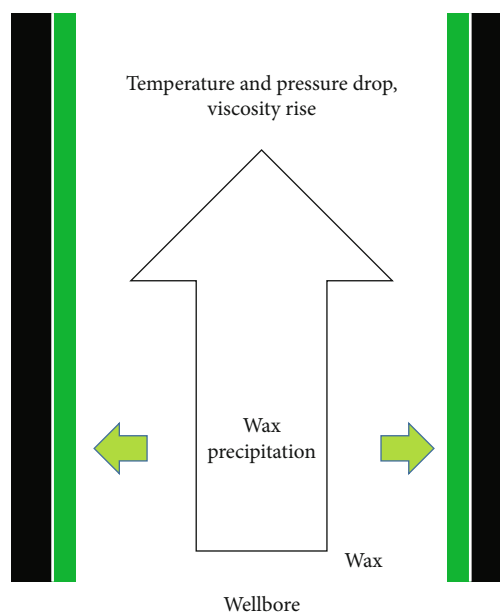 Temperature and pressure drop,
viscosity rise
Wax
precipitation
Wax
Wellbore